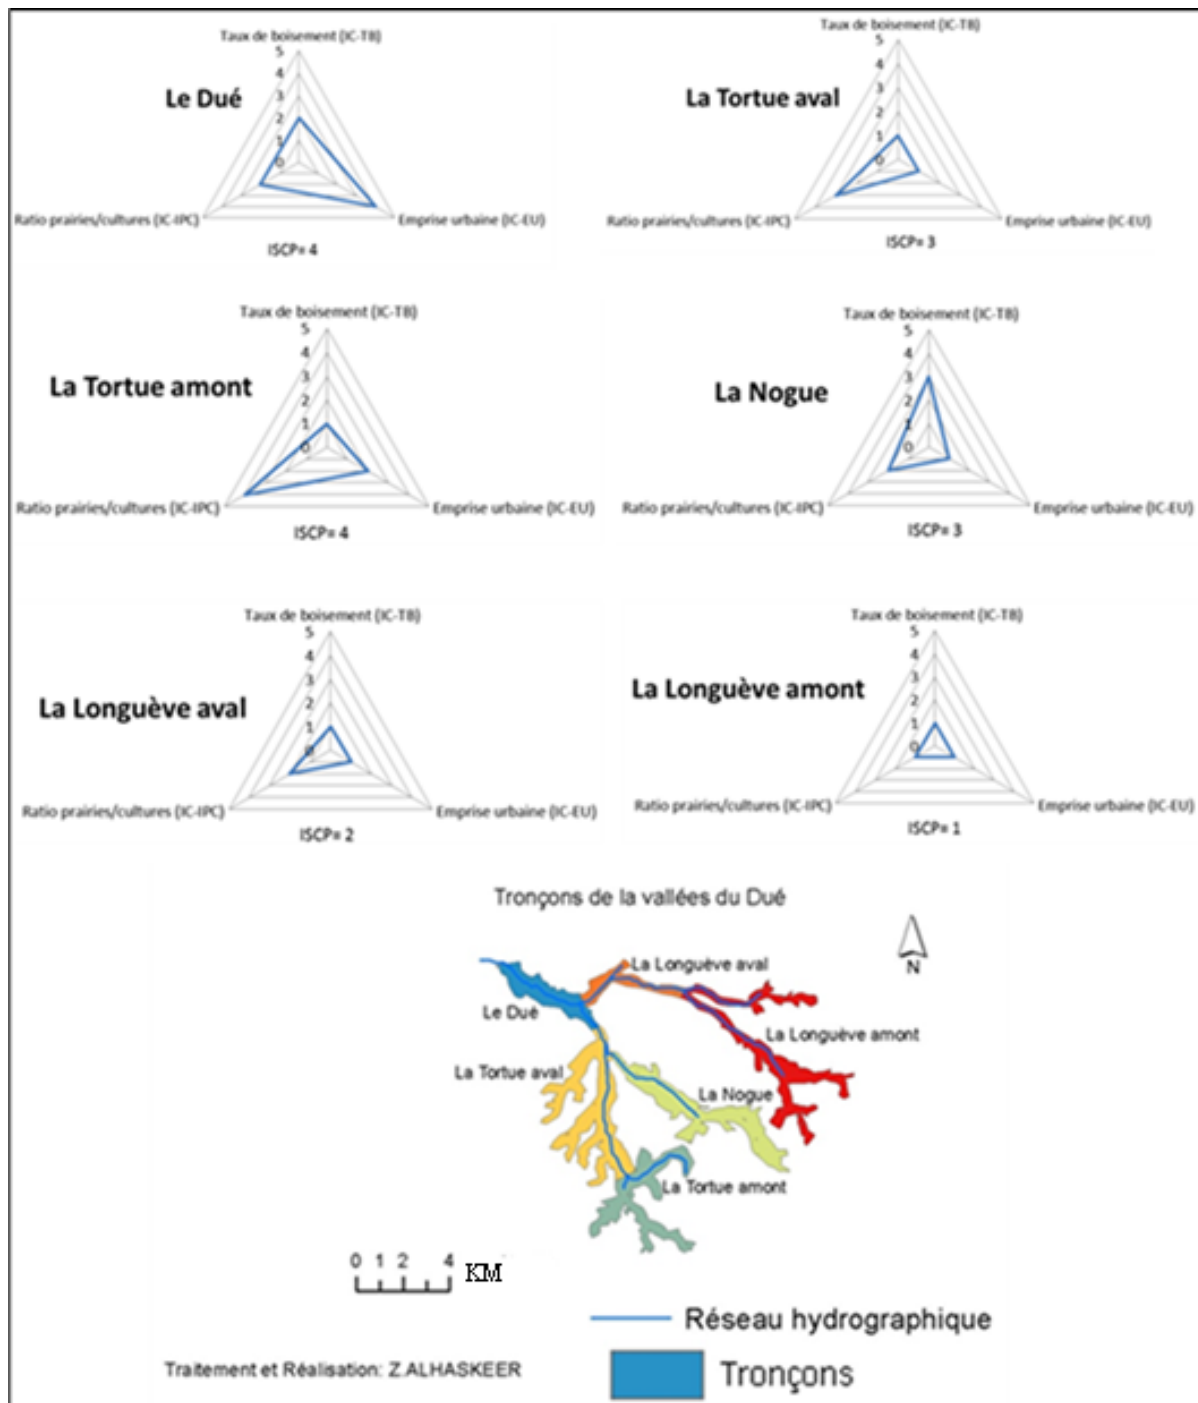 Taux de boisement (IC-TB)
5
4
3
2
1
0
Le Dué
Ratio prairies/cultures (IC-IPC)
Emprise urbaine (IC-EU)
ISCP= 4
Taux de boisement (IC-TB)
5
4
3
2
1
0
La Tortue aval
Ratio prairies/cultures (IC-IPC)
Emprise urbaine (IC-EU)
ISCP= 3
Taux de boisement (IC-TB)
5
4
3
2
1
0
La Tortue amont
Ratio prairies/cultures (IC-IPC)
Emprise urbaine (IC-EU)
ISCP= 4
Taux de boisement (IC-TB)
5
4
3
2
1
0
La Nogue
Ratio prairies/cultures (IC-IPC)
Emprise urbaine (IC-EU)
ISCP= 3
Taux de boisement (IC-TB)
5
4
3
2
1
0
La Longuève aval
Ratio prairies/cultures (IC-IPC)
Emprise urbaine (IC-EU)
ISCP= 2
Taux de boisement (IC-TB)
5
4
3
2
1
0
La Longuève amont
Ratio prairies/cultures (IC-IPC)
Emprise urbaine (IC-EU)
ISCP= 1
Tronçons de la vallées du Dué
N
La Longuève aval
Le Dué
La Longuève amont
La Tortue aval
La Nogue
La Tortue amont
0 1 2 4 KM
Réseau hydrographique
Traitement et Réalisation: Z.ALHASKEER
Tronçons